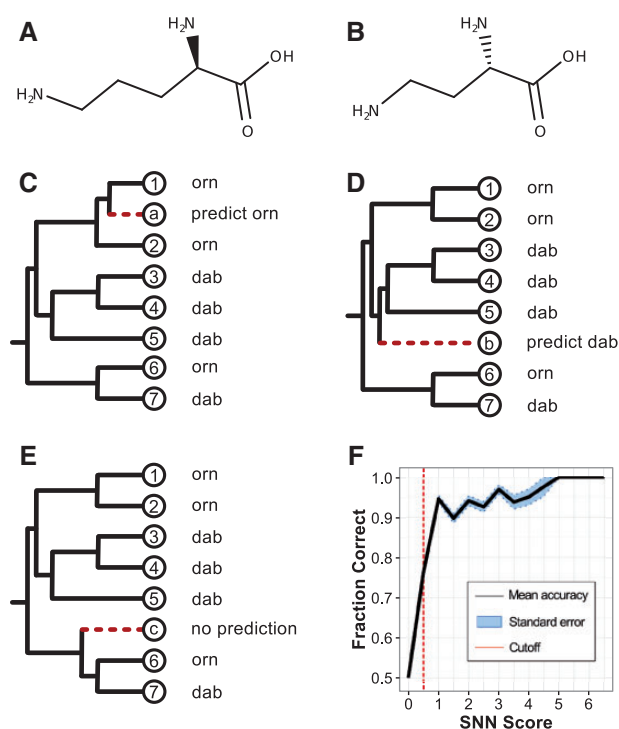 A
H₂N
OH
H₂N
O
B
H₂N
OH
H₂N
O
C
1 orn
a predict orn
2 orn
3 dab
4 dab
5 dab
6 orn
7 dab
D
1 orn
2 orn
3 dab
4 dab
5 dab
b predict dab
6 orn
7 dab
E
1 orn
2 orn
3 dab
4 dab
5 dab
c no prediction
6 orn
7 dab
F
Fraction Correct
1.0
0.9
0.8
0.7
0.6
0.5
Mean accuracy
Standard error
Cutoff
0 1 2 3 4 5 6
SNN Score